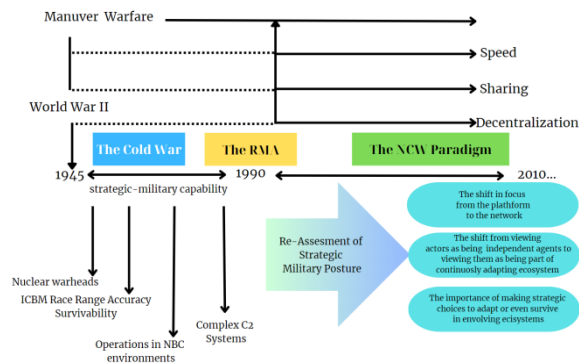 Manuver Warfare
Speed
Sharing
World War II
Decentralization
The Cold War
The RMA
The NCW Paradigm
1945
1990
2010...
strategic-military capability
The shift in focus
from the plathform
to the network
Re-Assesment of
Strategic
Military Posture
The shift from viewing
actors as being independent agents to
viewing them as being part of
continuosly adapting ecosystem
The importance of making strategic
choices to adapt or even survive
in envolving ecisystems
Nuclear warheads
ICBM Race Range Accuracy
Survivability
Operations in NBC
environments
Complex C2
Systems